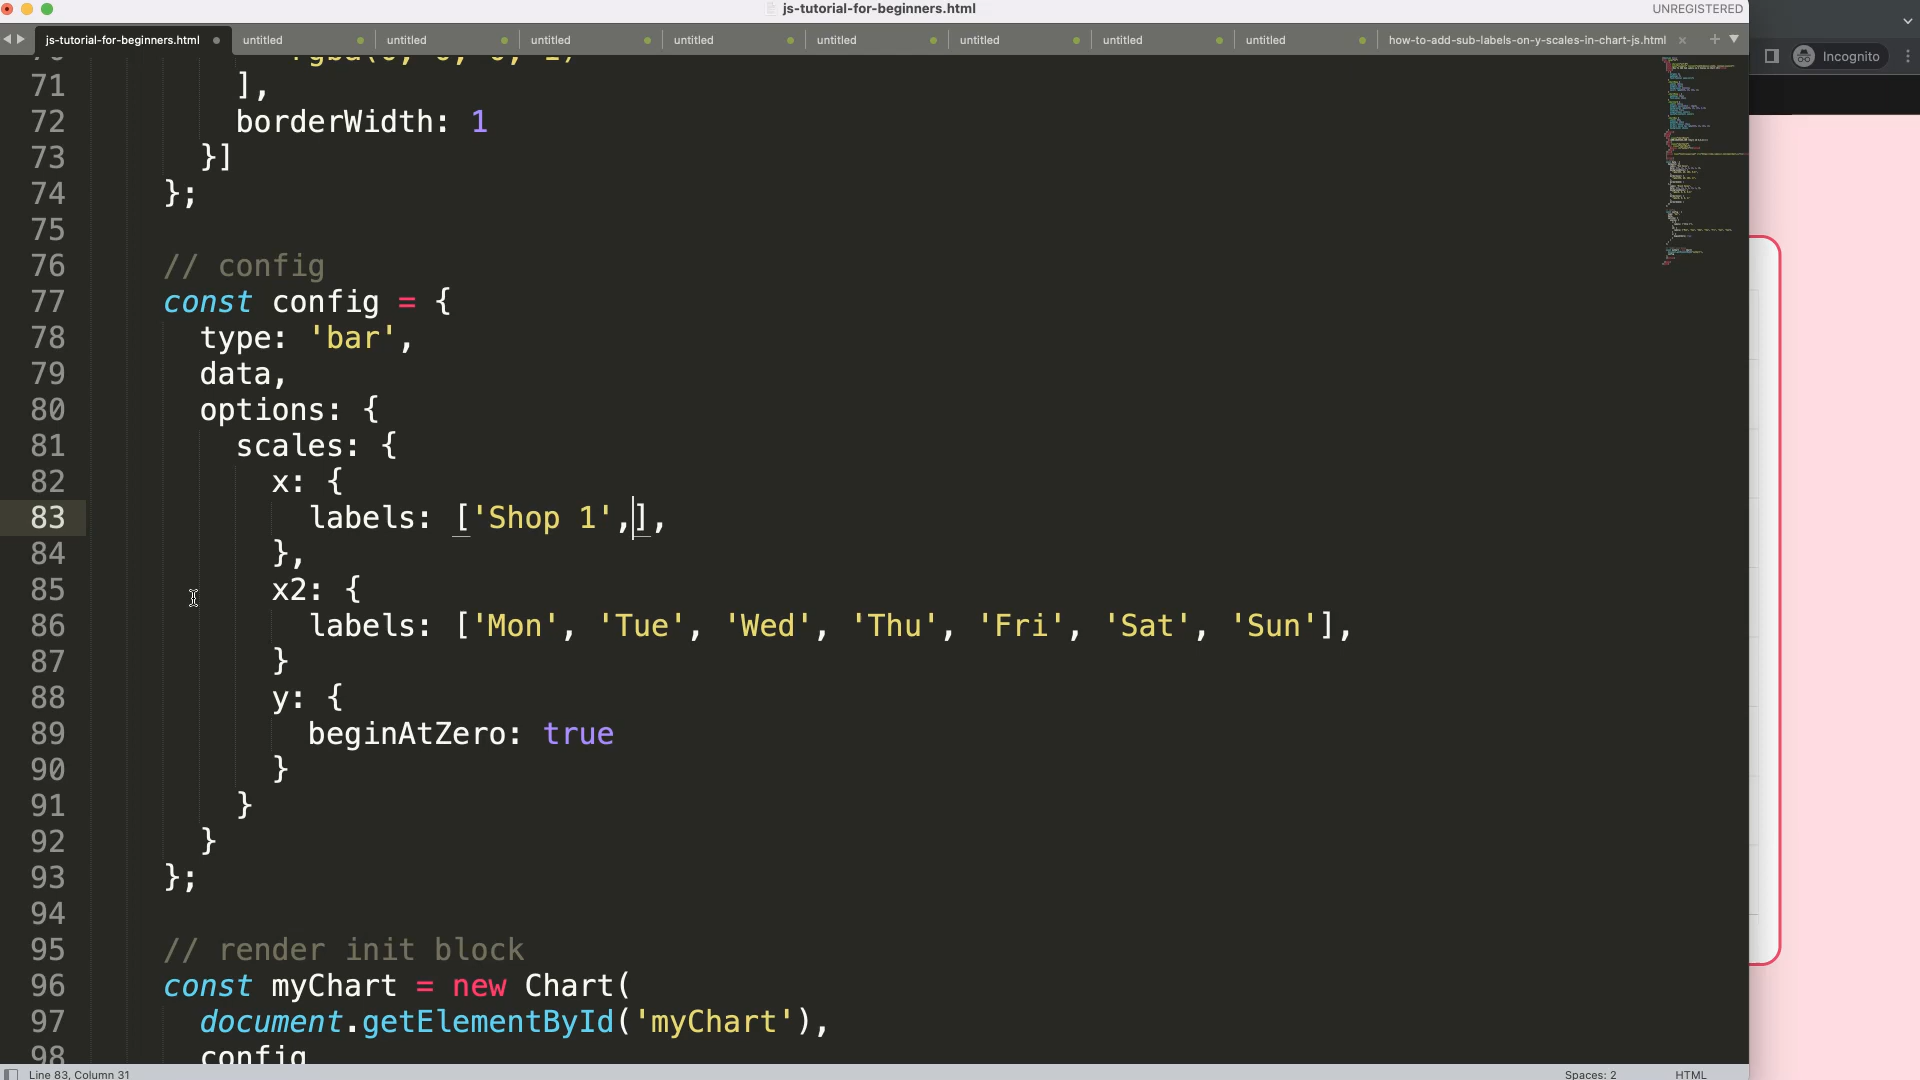 js-tutorial-for-beginners.html
UNREGISTERED
js-tutorial-for-beginners.html untitled untitled untitled untitled untitled untitled untitled untitled how-to-add-sub-labels-on-y-scales-in-chart-js.html
Incognito
71 ],
72 borderWidth: 1
73 }]
74 };
75
76 // config
77 const config = {
78 type: 'bar',
79 data,
80 options: {
81 scales: {
82 x: {
83 labels: ['Shop 1',],
84 },
85 x2: {
86 labels: ['Mon', 'Tue', 'Wed', 'Thu', 'Fri', 'Sat', 'Sun'],
87 }
88 y: {
89 beginAtZero: true
90 }
91 }
92 }
93 };
94
95 // render init block
96 const myChart = new Chart(
97 document.getElementById('myChart'),
98 config
Line 83, Column 31
Spaces: 2
HTML